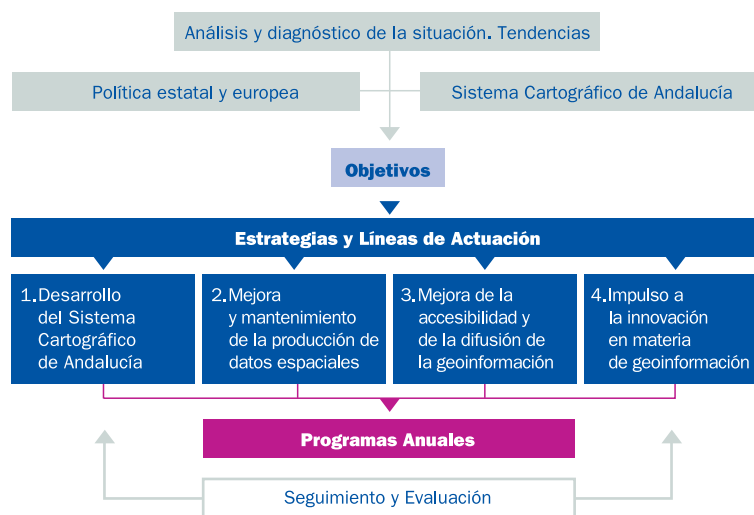 Análisis y diagnóstico de la situación. Tendencias
Política estatal y europea
Sistema Cartográfico de Andalucía
Objetivos
Estrategias y Líneas de Actuación
1. Desarrollo
del Sistema
Cartográfico
de Andalucía
2. Mejora
y mantenimiento
de la producción de
datos espaciales
3. Mejora de la
accesibilidad y
de la difusión de
la geoinformación
4. Impulso a
la innovación
en materia
de geoinformación
Programas Anuales
Seguimiento y Evaluación